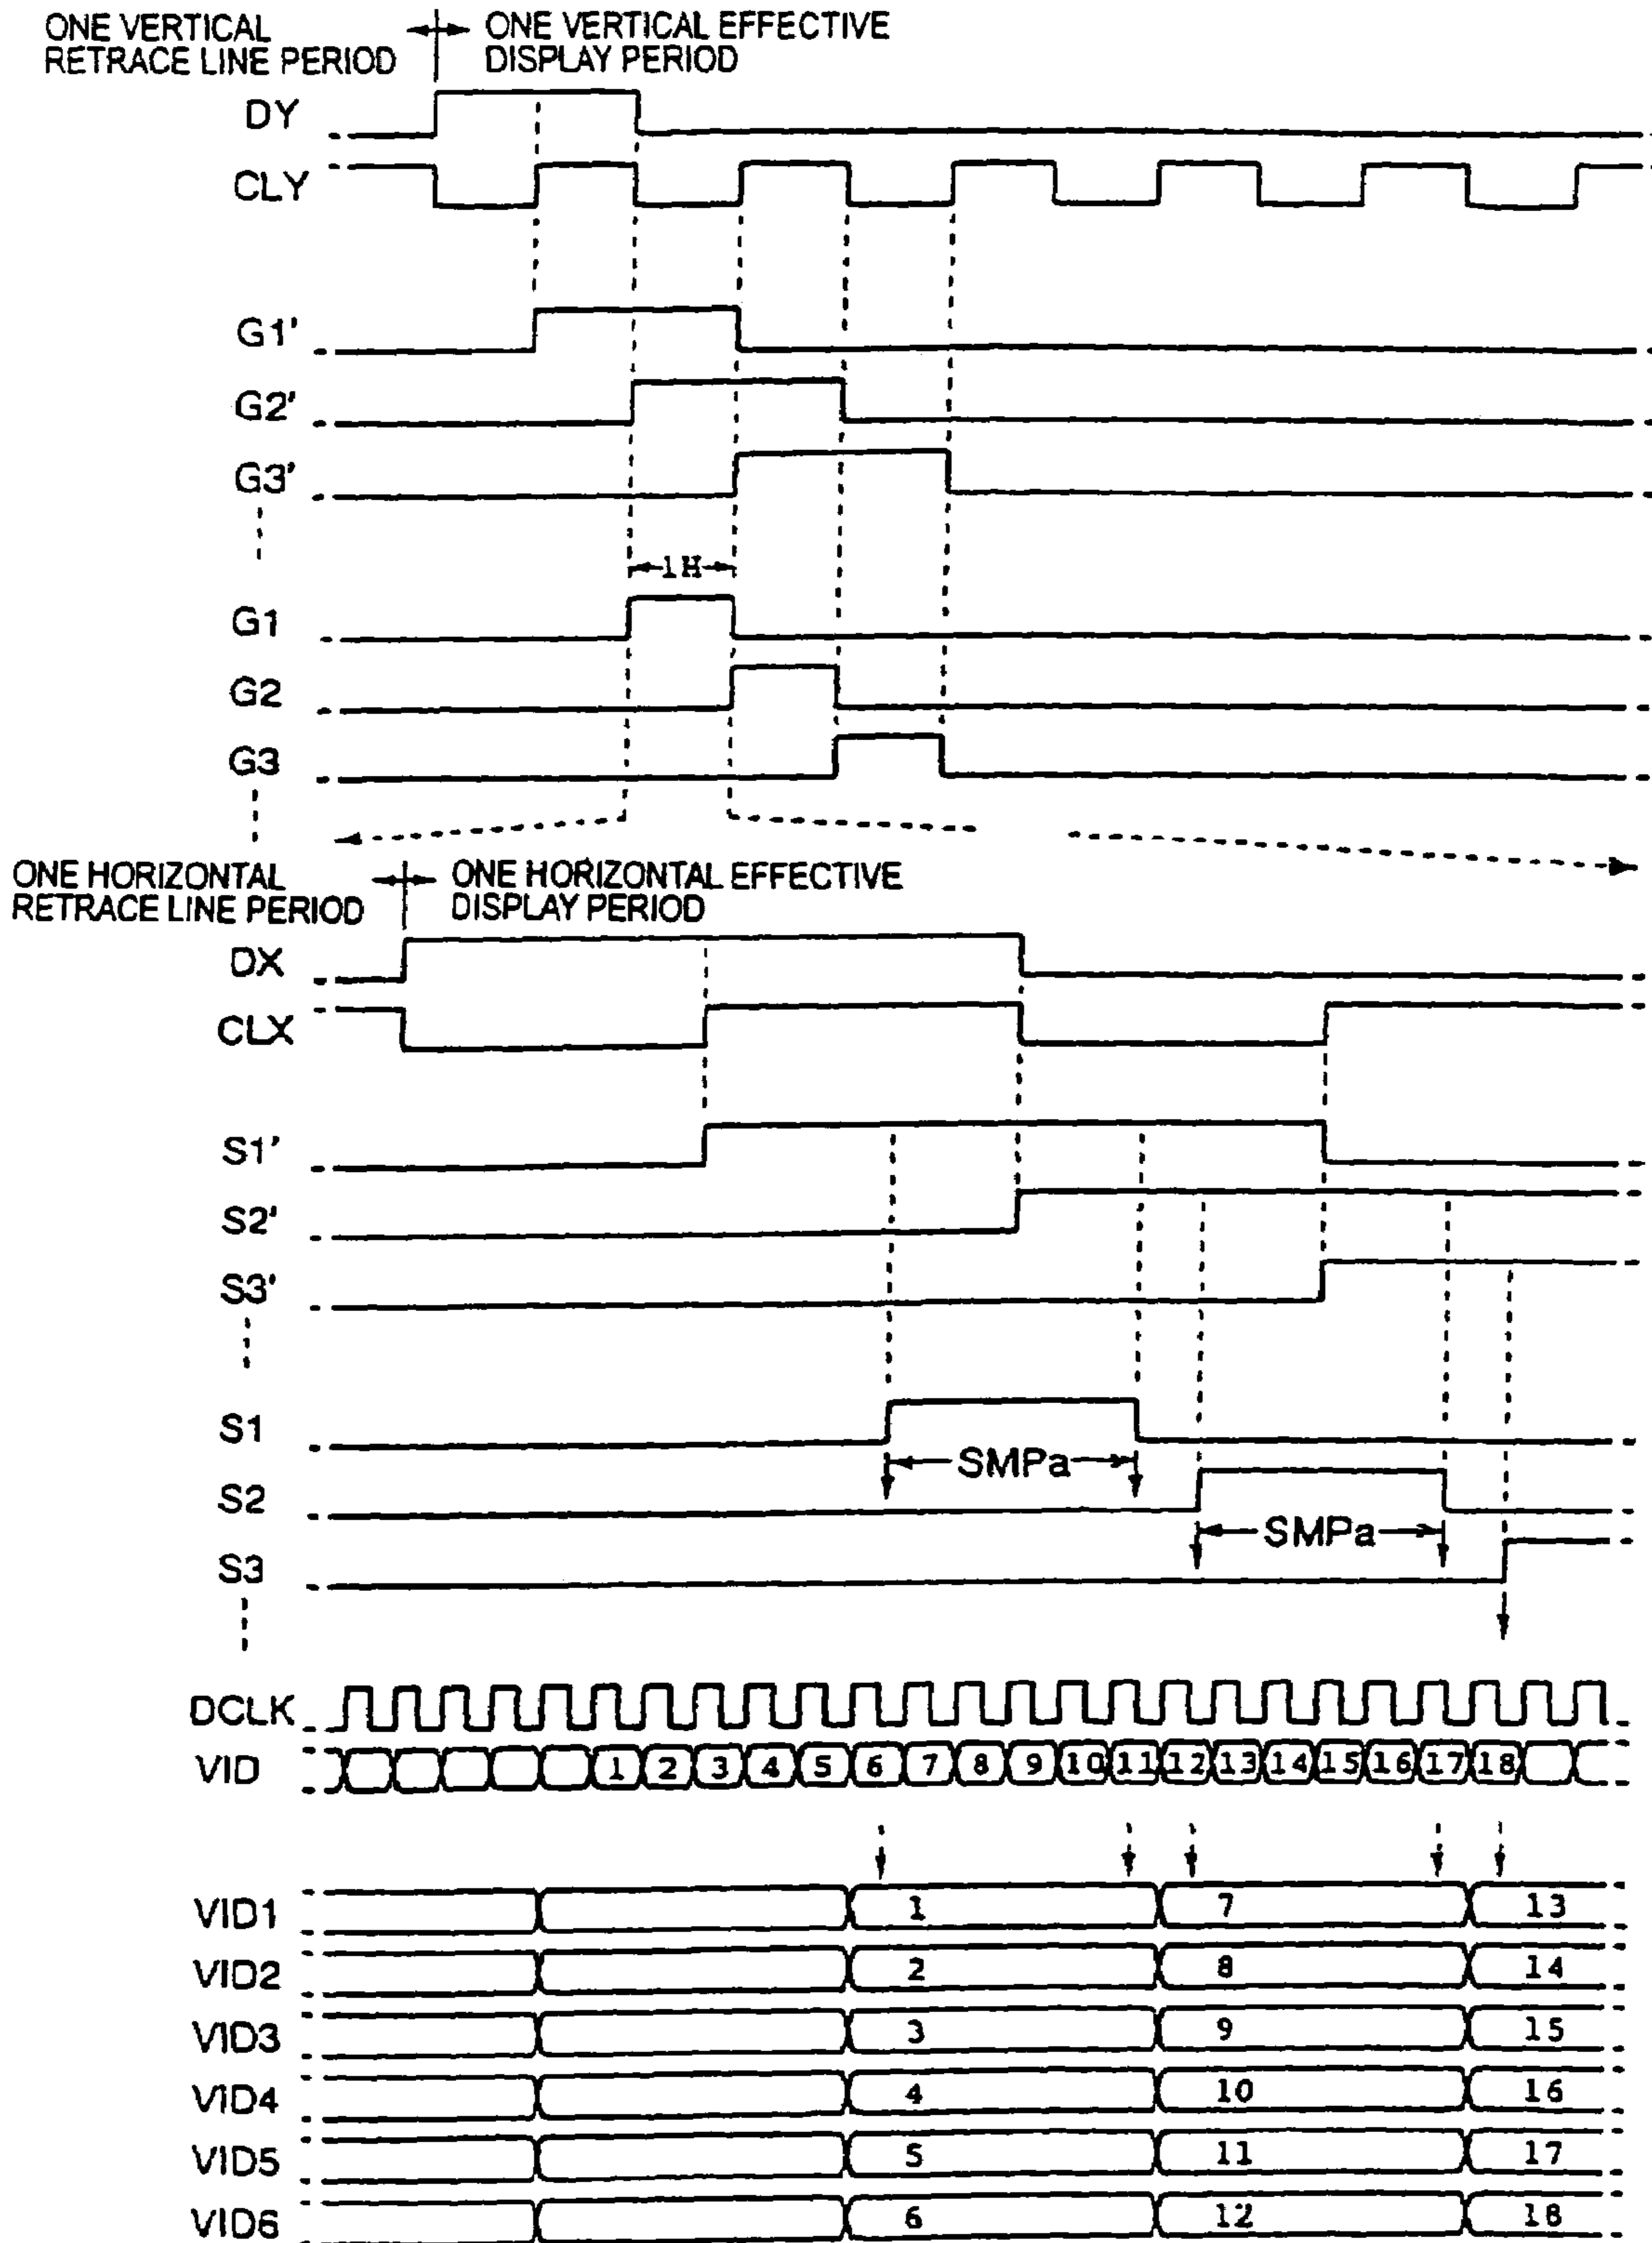 ONE VERTICAL
RETRACE LINE PERIOD
ONE VERTICAL EFFECTIVE
DISPLAY PERIOD
DY
CLY
G1'
G2'
G3'
1H
G1
G2
G3
ONE HORIZONTAL
RETRACE LINE PERIOD
ONE HORIZONTAL EFFECTIVE
DISPLAY PERIOD
DX
CLX
S1'
S2'
S3'
S1
SMPa
S2
SMPa
S3
DCLK
VID 1 2 3 4 5 6 7 8 9 10 11 12 13 14 15 16 17 18
VID1 1 7 13
VID2 2 8 14
VID3 3 9 15
VID4 4 10 16
VID5 5 11 17
VID6 6 12 18